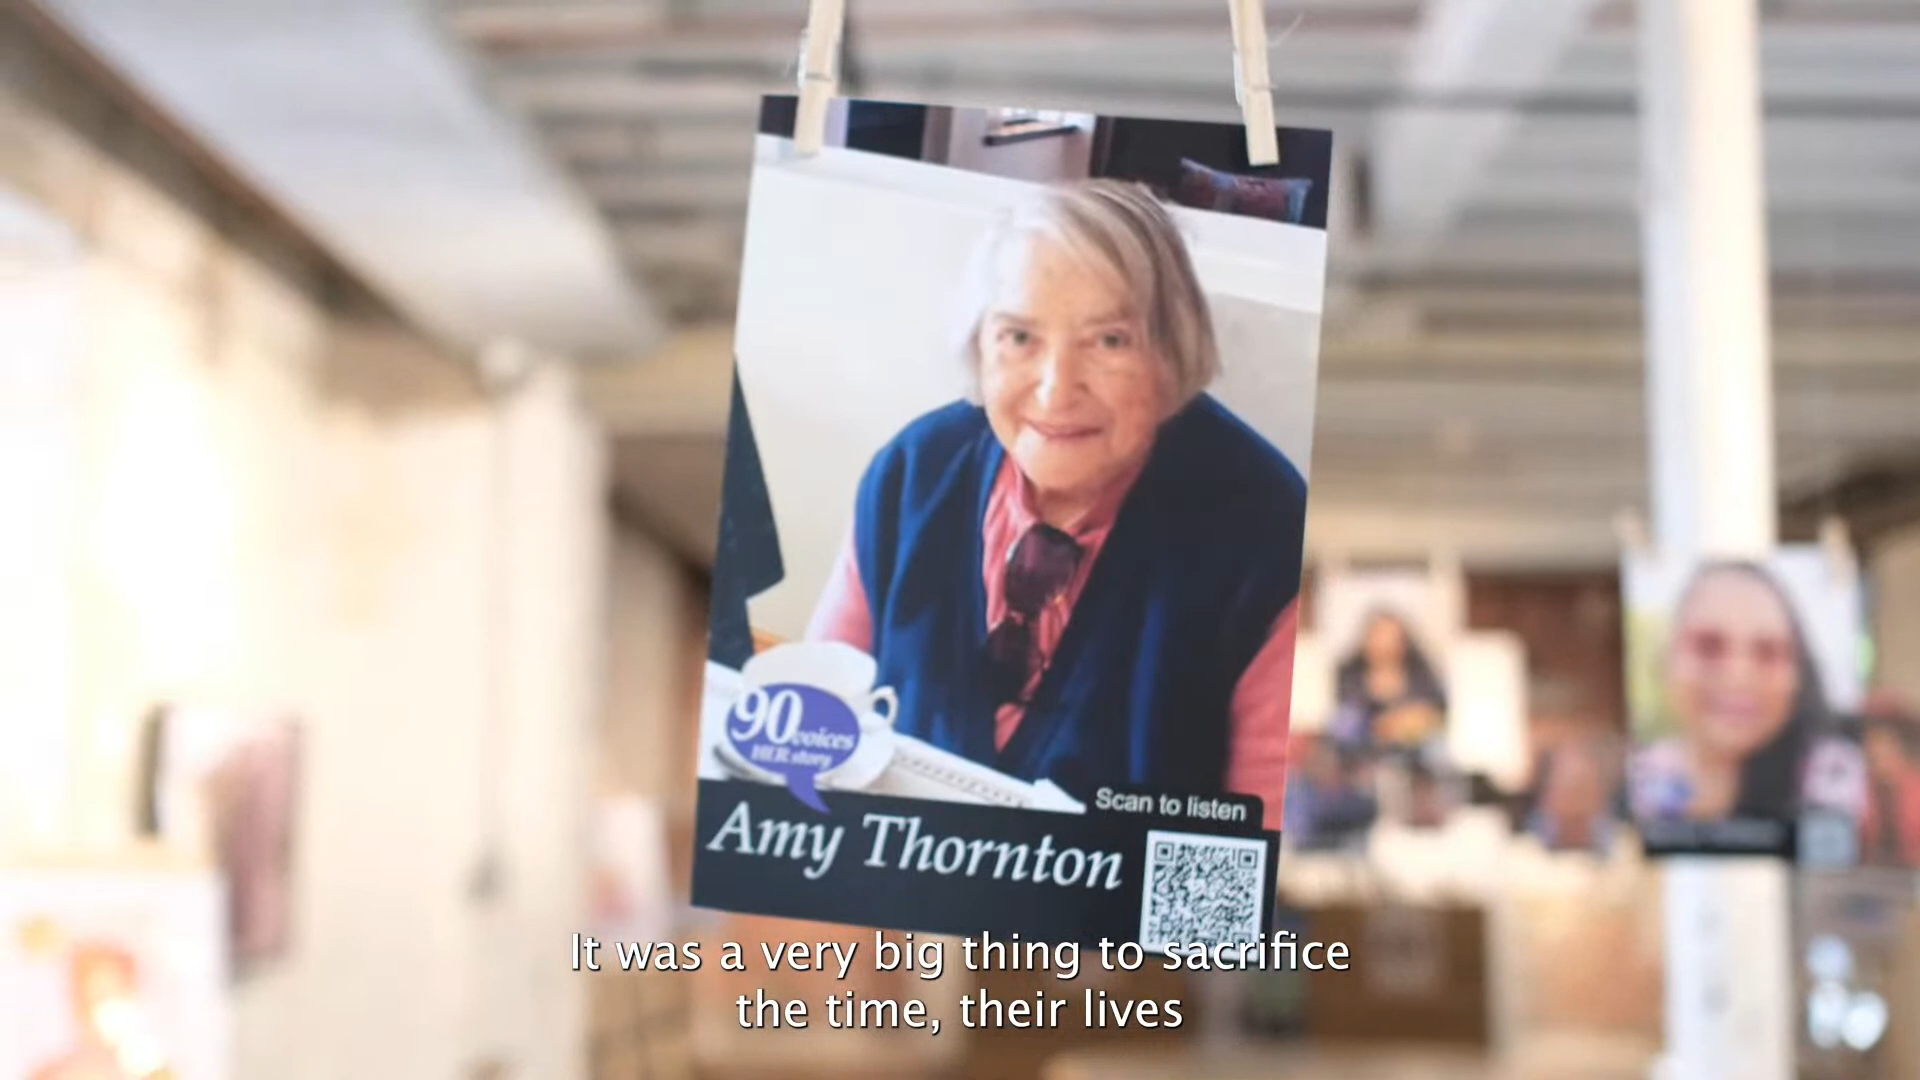 90
voices
HER story
Scan to listen
Amy Thornton
It was a very big thing to sacrifice
the time, their lives